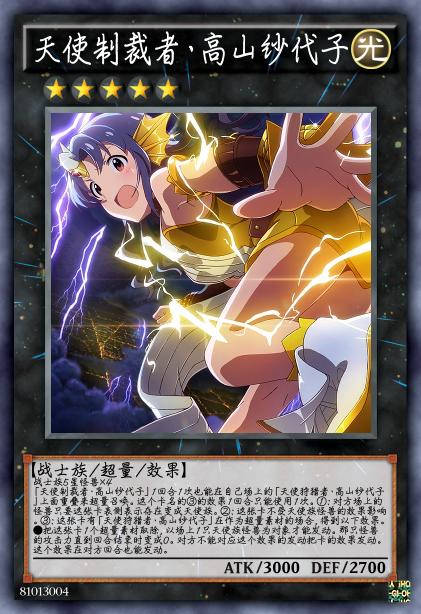 天使制裁者·高山纱代子
光
【战士族/超量/效果】
战士族5星怪兽×4
「天使制裁者·高山纱代子」1回合1次也能在自己场上的「天使狩猎者·高山纱代子」
上面重叠来超量召唤。这个卡名的③的效果1回合只能使用1次。①:对方场上的
怪兽只要这张卡表侧表示存在变成天使族。②:这张卡不受天使族怪兽的效果影
响。③:这张卡有「天使狩猎者·高山纱代子」在作为超量素材的场合,得到以下效果。
●把这张卡1个超量素材取除,以场上1只天使族怪兽为对象才能发动。那只怪兽
的攻击力直到回合结束时变成0。对方不能对应这个效果的发动把卡的效果发动。这
个效果在对方回合也能发动。
ATK/3000 DEF/2700
81013004